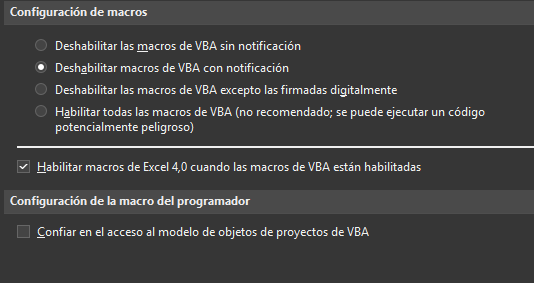 Configuración de macros
Deshabilitar las macros de VBA sin notificación
Deshabilitar macros de VBA con notificación
Deshabilitar las macros de VBA excepto las firmadas digitalmente
Habilitar todas las macros de VBA (no recomendado; se puede ejecutar un código
potencialmente peligroso)
Habilitar macros de Excel 4,0 cuando las macros de VBA están habilitadas
Configuración de la macro del programador
Confiar en el acceso al modelo de objetos de proyectos de VBA